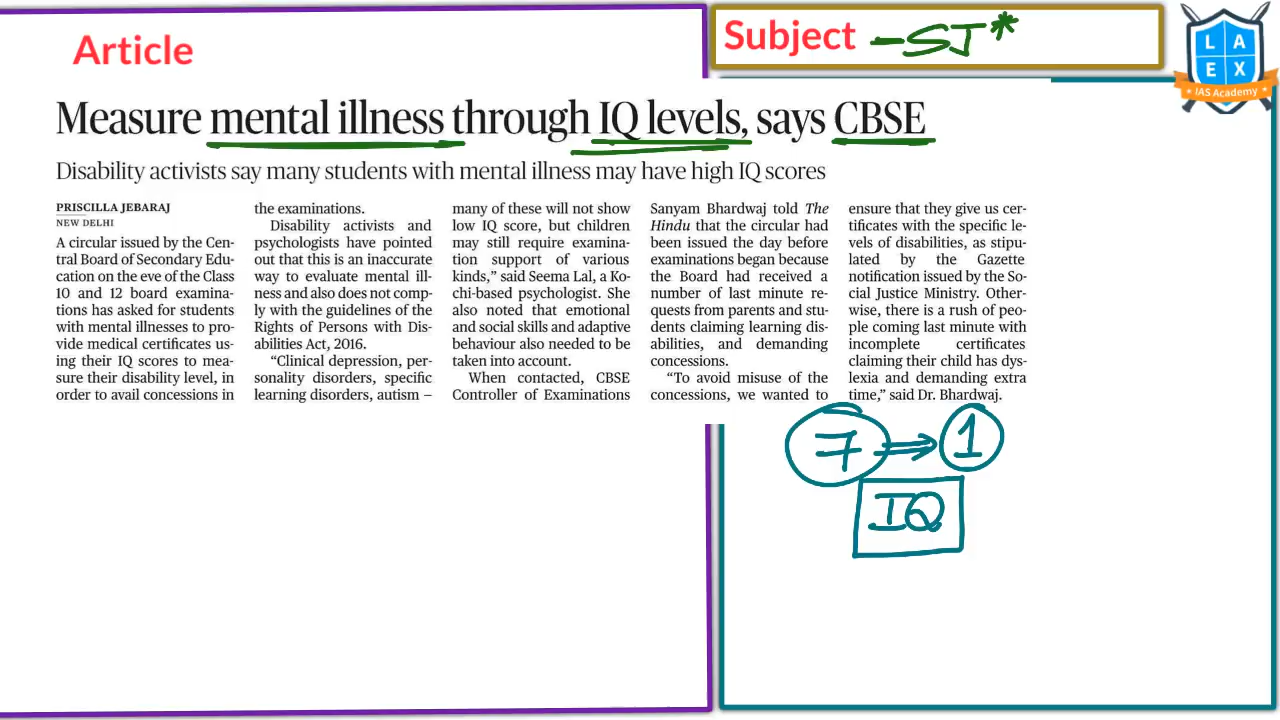 Article
Subject -SJ*
L A
E X
IAS Academy
Measure mental illness through IQ levels, says CBSE
Disability activists say many students with mental illness may have high IQ scores
PRISCILLA JEBARAJ
NEW DELHI
A circular issued by the Cen-
tral Board of Secondary Edu-
cation on the eve of the Class
10 and 12 board examina-
tions has asked for students
with mental illnesses to pro-
vide medical certificates us-
ing their IQ scores to mea-
sure their disability level, in
order to avail concessions in
the examinations.
Disability activists and
psychologists have pointed
out that this is an inaccurate
way to evaluate mental ill-
ness and also does not comp-
ly with the guidelines of the
Rights of Persons with Dis-
abilities Act, 2016.
“Clinical depression, per-
sonality disorders, specific
learning disorders, autism –
many of these will not show
low IQ score, but children
may still require examina-
tion support of various
kinds,” said Seema Lal, a Ko-
chi-based psychologist. She
also noted that emotional
and social skills and adaptive
behaviour also needed to be
taken into account.
When contacted, CBSE
Controller of Examinations
Sanyam Bhardwaj told The
Hindu that the circular had
been issued the day before
examinations began because
the Board had received a
number of last minute re-
quests from parents and stu-
dents claiming learning dis-
abilities, and demanding
concessions.
“To avoid misuse of the
concessions, we wanted to
ensure that they give us cer-
tificates with the specific le-
vels of disabilities, as stipu-
lated by the Gazette
notification issued by the So-
cial Justice Ministry. Other-
wise, there is a rush of peo-
ple coming last minute with
incomplete certificates
claiming their child has dys-
lexia and demanding extra
time,” said Dr. Bhardwaj.
7 ⇒ 1
IQ